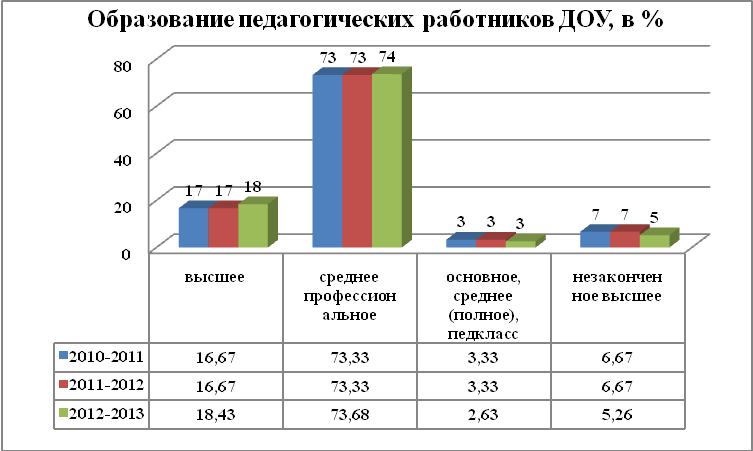 Образование педагогических работников ДОУ, в %
80
60
40
20
0
17 17 18
73 73 74
3 3 3
7 7 5
высшее
среднее
профессион
альное
основное,
среднее
(полное),
педкласс
незакончен
ное высшее
2010-2011 16,67 73,33 3,33 6,67
2011-2012 16,67 73,33 3,33 6,67
2012-2013 18,43 73,68 2,63 5,26